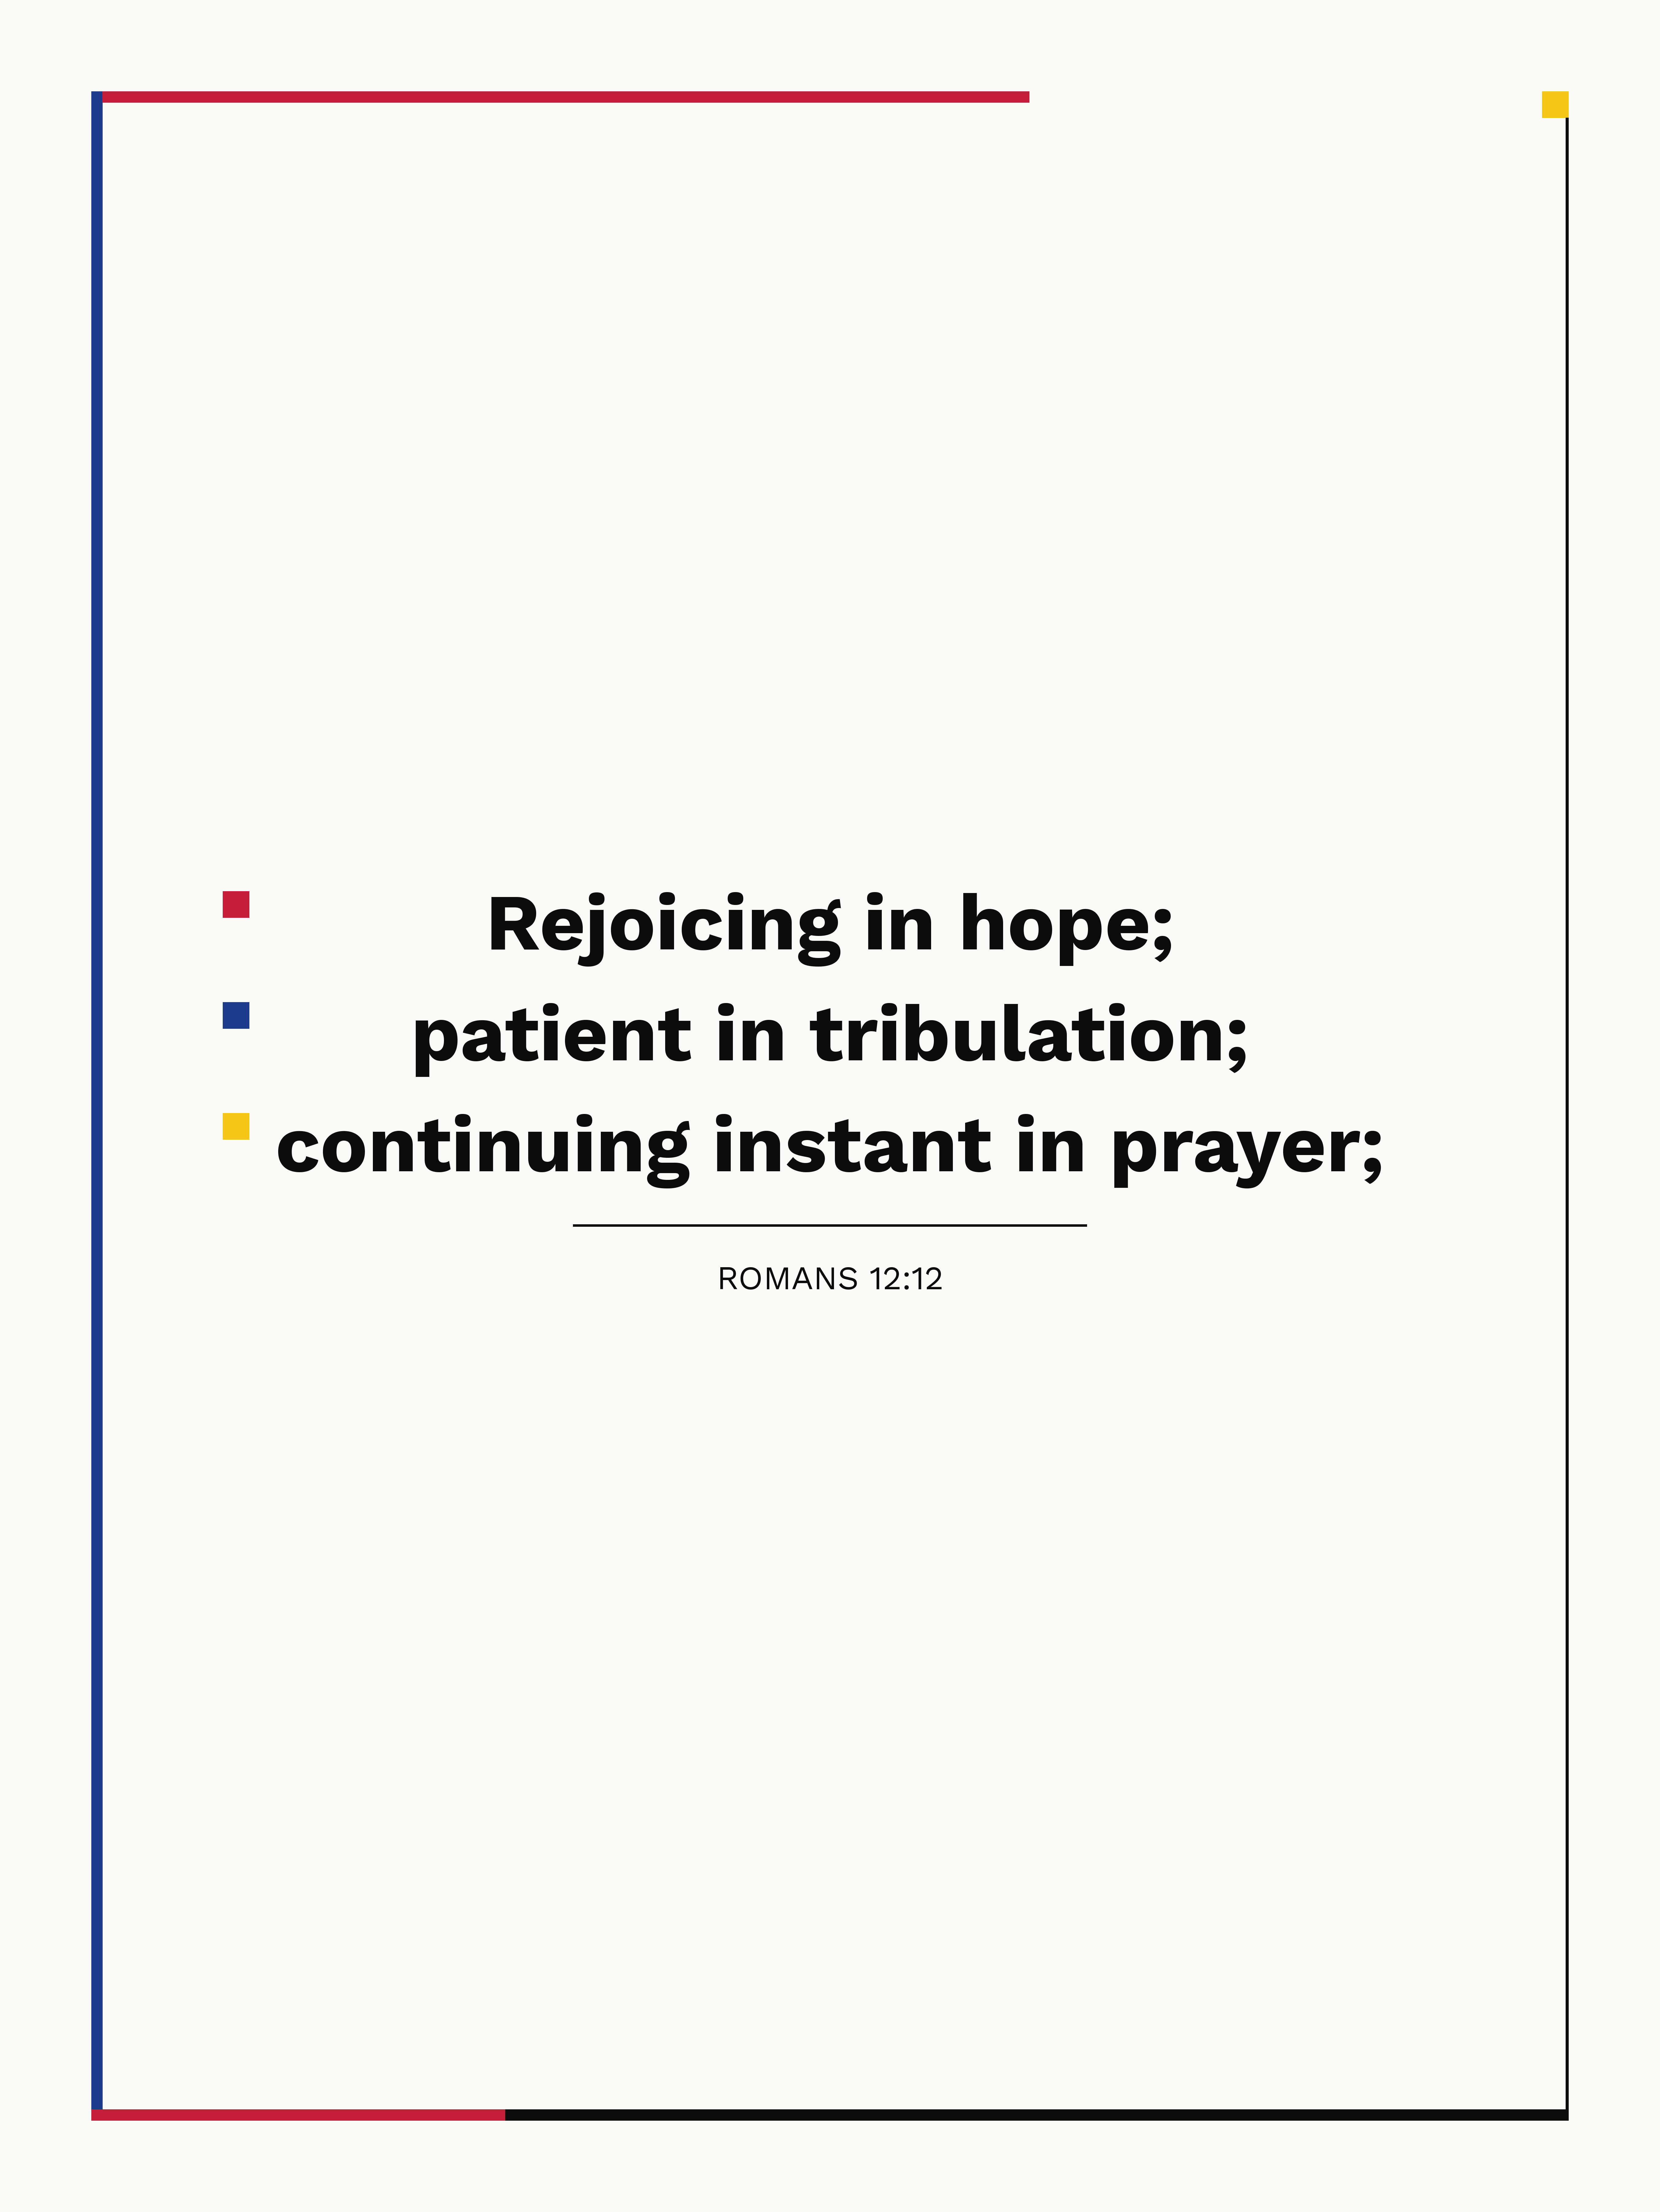 Rejoicing in hope;
patient in tribulation;
continuing instant in prayer;
ROMANS 12:12